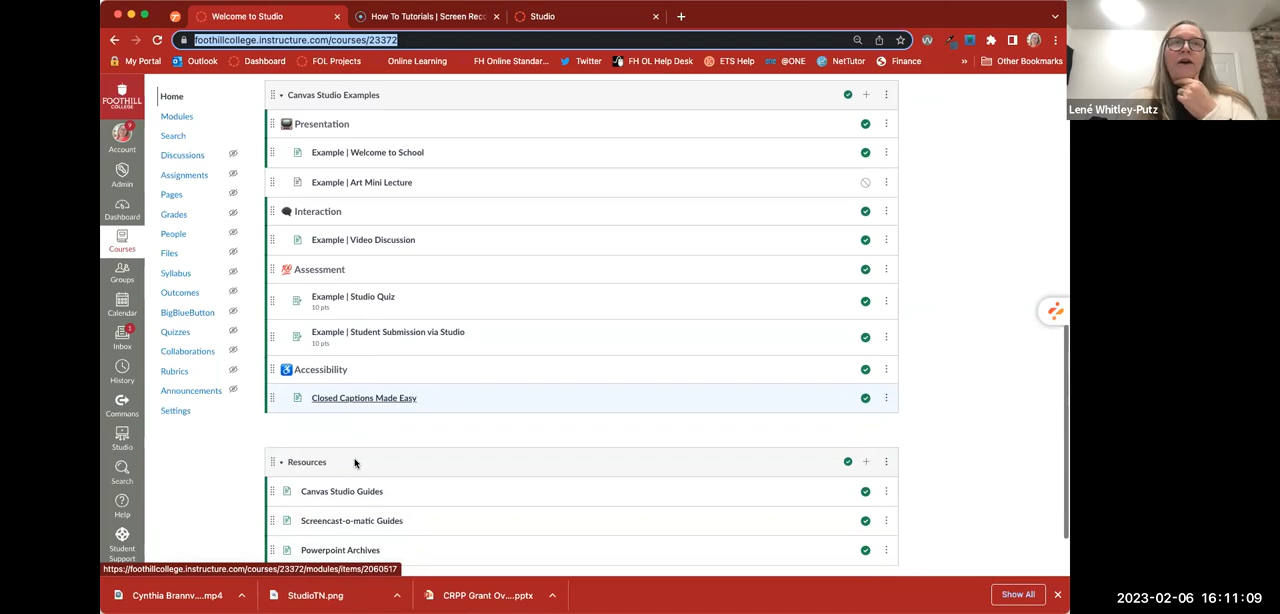 Welcome to Studio
How To Tutorials | Screen Rec
Studio
foothillcollege.instructure.com/courses/23372
My Portal
Outlook
Dashboard
FOL Projects
Online Learning
FH Online Standar...
Twitter
FH OL Help Desk
ETS Help
@ONE
NetTutor
Finance
»
Other Bookmarks
Lené Whitley-Putz
FOOTHILL
COLLEGE
9
Account
Admin
Dashboard
Courses
Groups
Calendar
1
Inbox
History
Commons
Studio
Search
Help
Student
Support
Home
Modules
Search
Discussions
Assignments
Pages
Grades
People
Files
Syllabus
Outcomes
BigBlueButton
Quizzes
Collaborations
Rubrics
Announcements
Settings
Canvas Studio Examples
Presentation
Example | Welcome to School
Example | Art Mini Lecture
Interaction
Example | Video Discussion
💯 Assessment
Example | Studio Quiz
10 pts
Example | Student Submission via Studio
10 pts
Accessibility
Closed Captions Made Easy
Resources
Canvas Studio Guides
Screencast-o-matic Guides
Powerpoint Archives
https://foothillcollege.instructure.com/courses/23372/modules/items/2060517
Cynthia Brannv....mp4
StudioTN.png
CRPP Grant Ov....pptx
Show All
2023-02-06 16:11:09